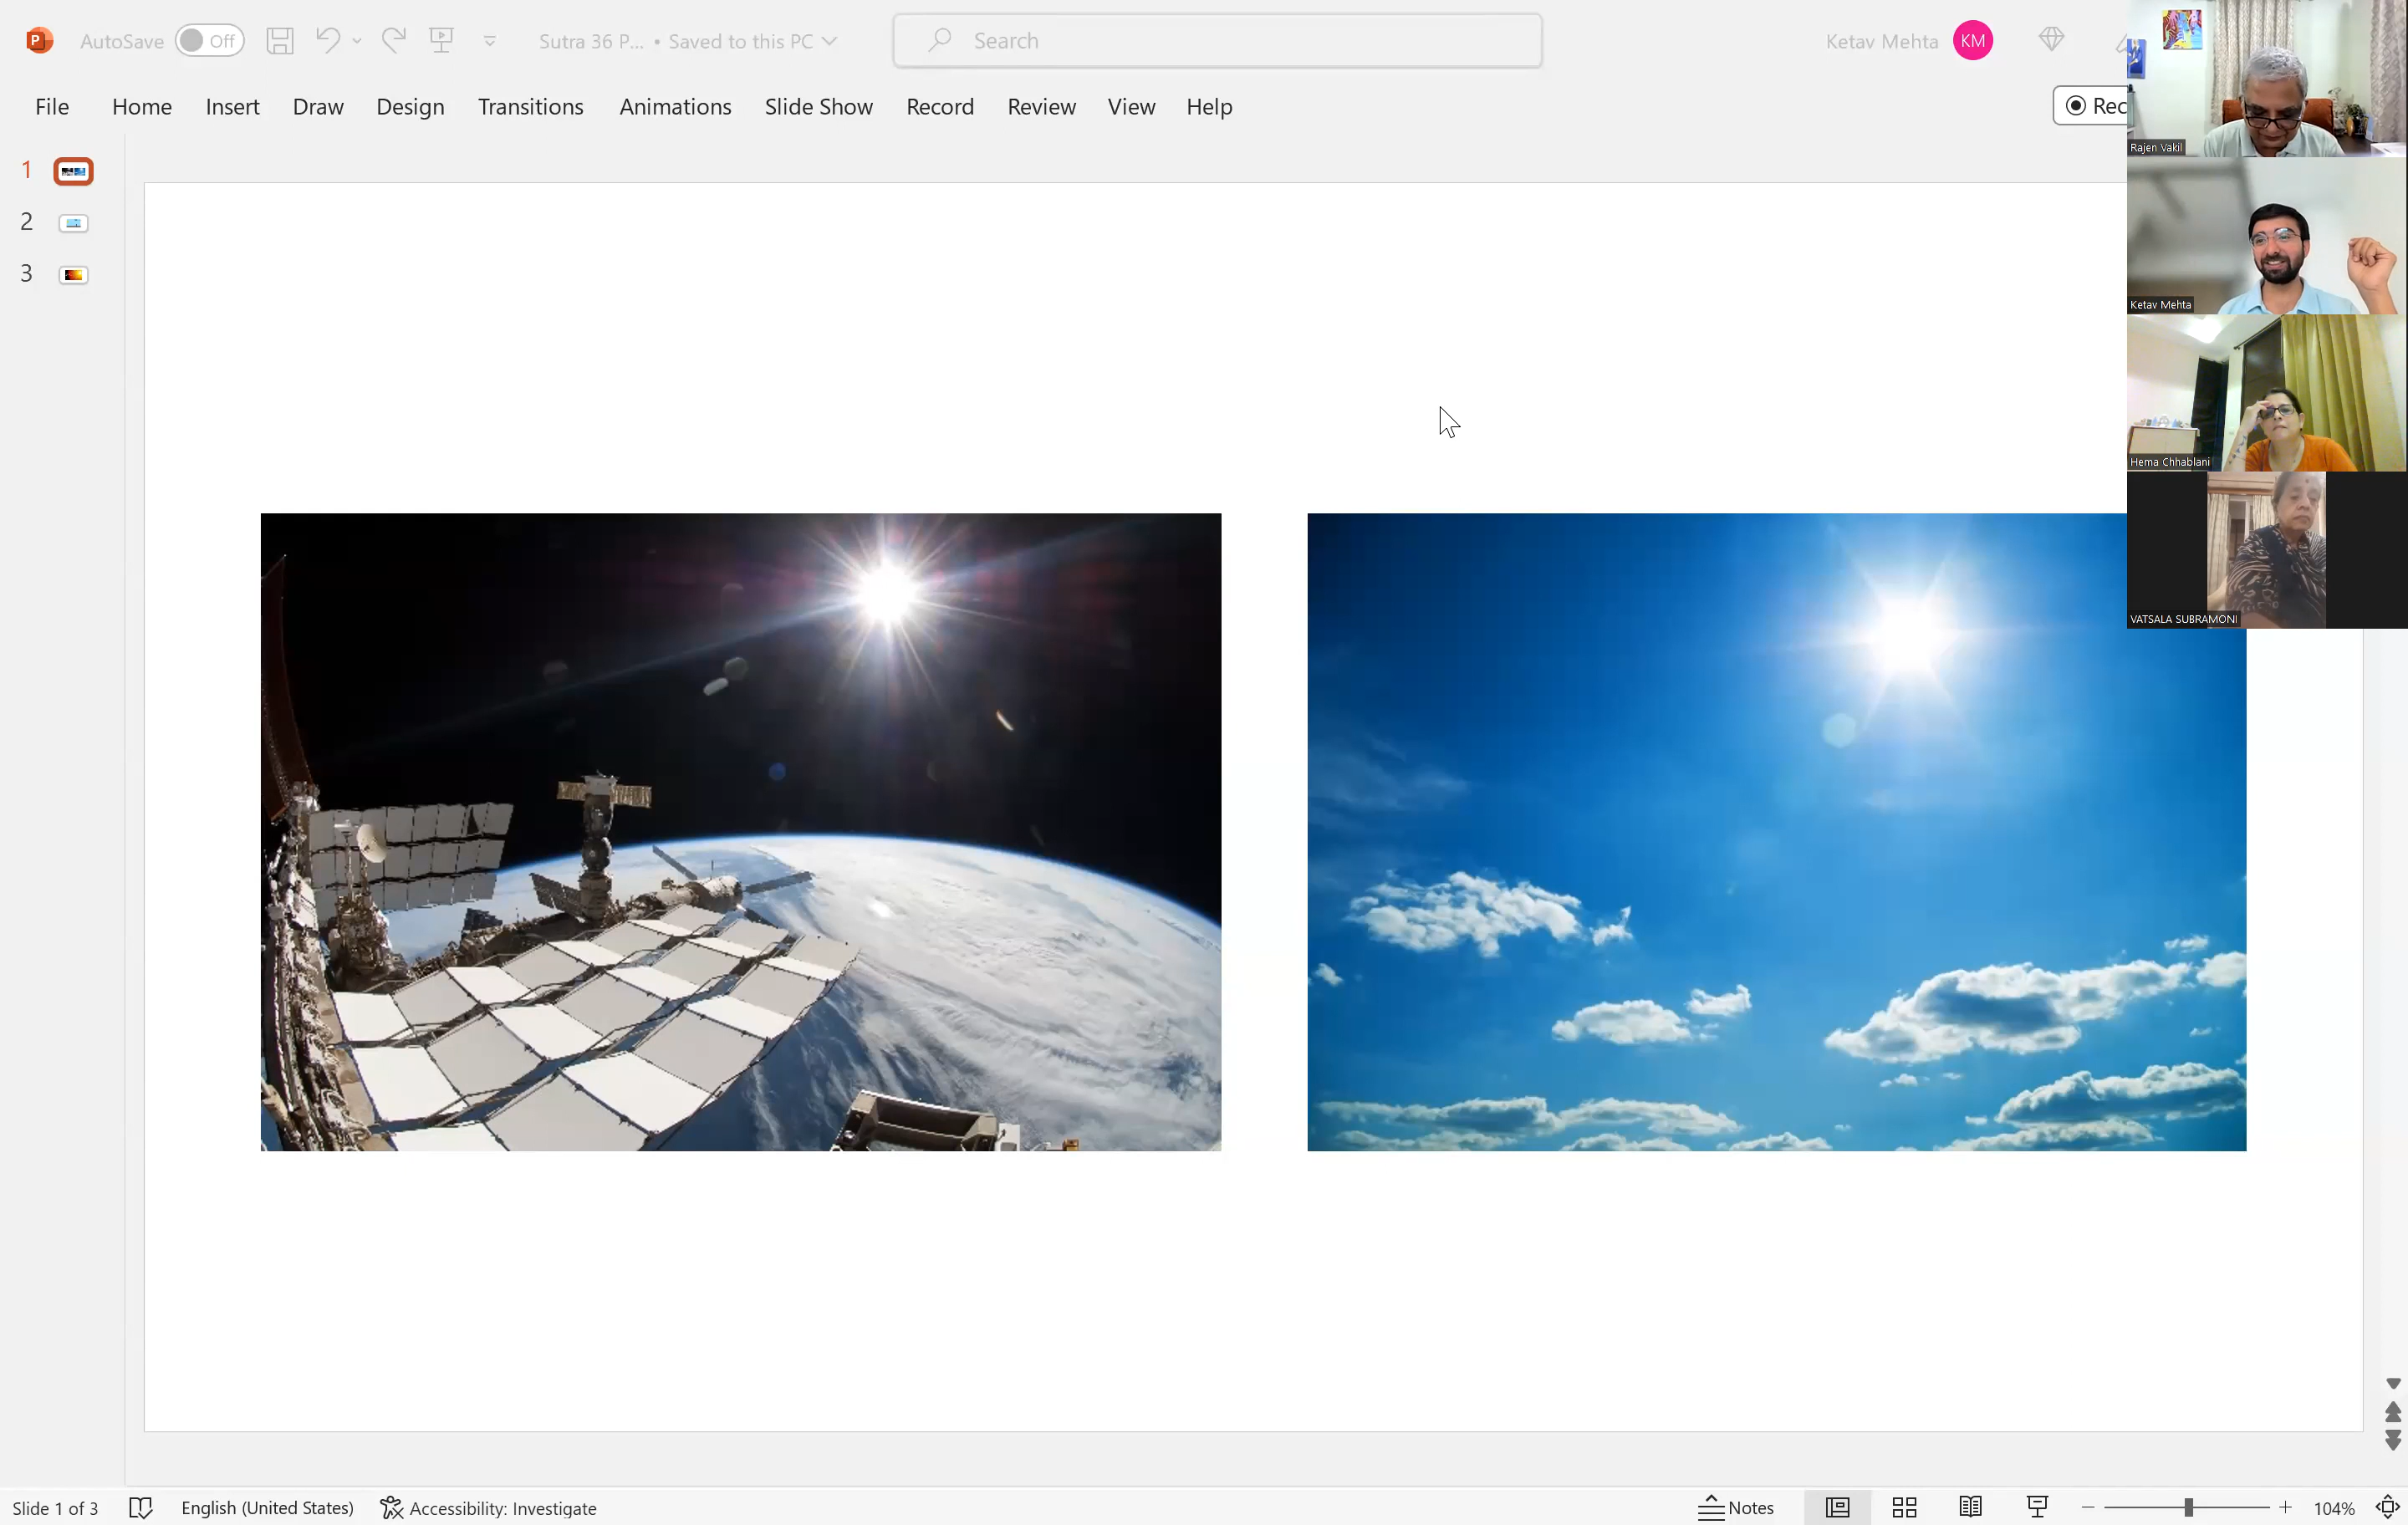 P AutoSave Off Sutra 36 P... • Saved to this PC Search Ketav Mehta KM
File Home Insert Draw Design Transitions Animations Slide Show Record Review View Help Rec
1
2
3
Rajen Vakil
Ketav Mehta
Hema Chhablani
VATSALA SUBRAMONI
Slide 1 of 3 English (United States) Accessibility: Investigate Notes 104%